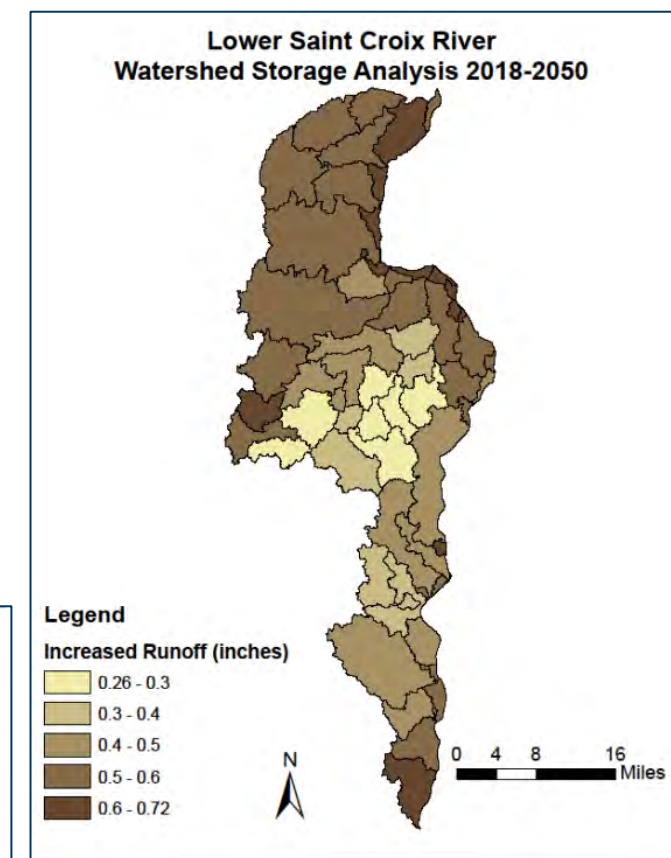 Lower Saint Croix River
Watershed Storage Analysis 2018-2050
Legend
Increased Runoff (inches)
0.26 - 0.3
0.3 - 0.4
0.4 - 0.5
0.5 - 0.6
0.6 - 0.72
N
0 4 8 16
Miles